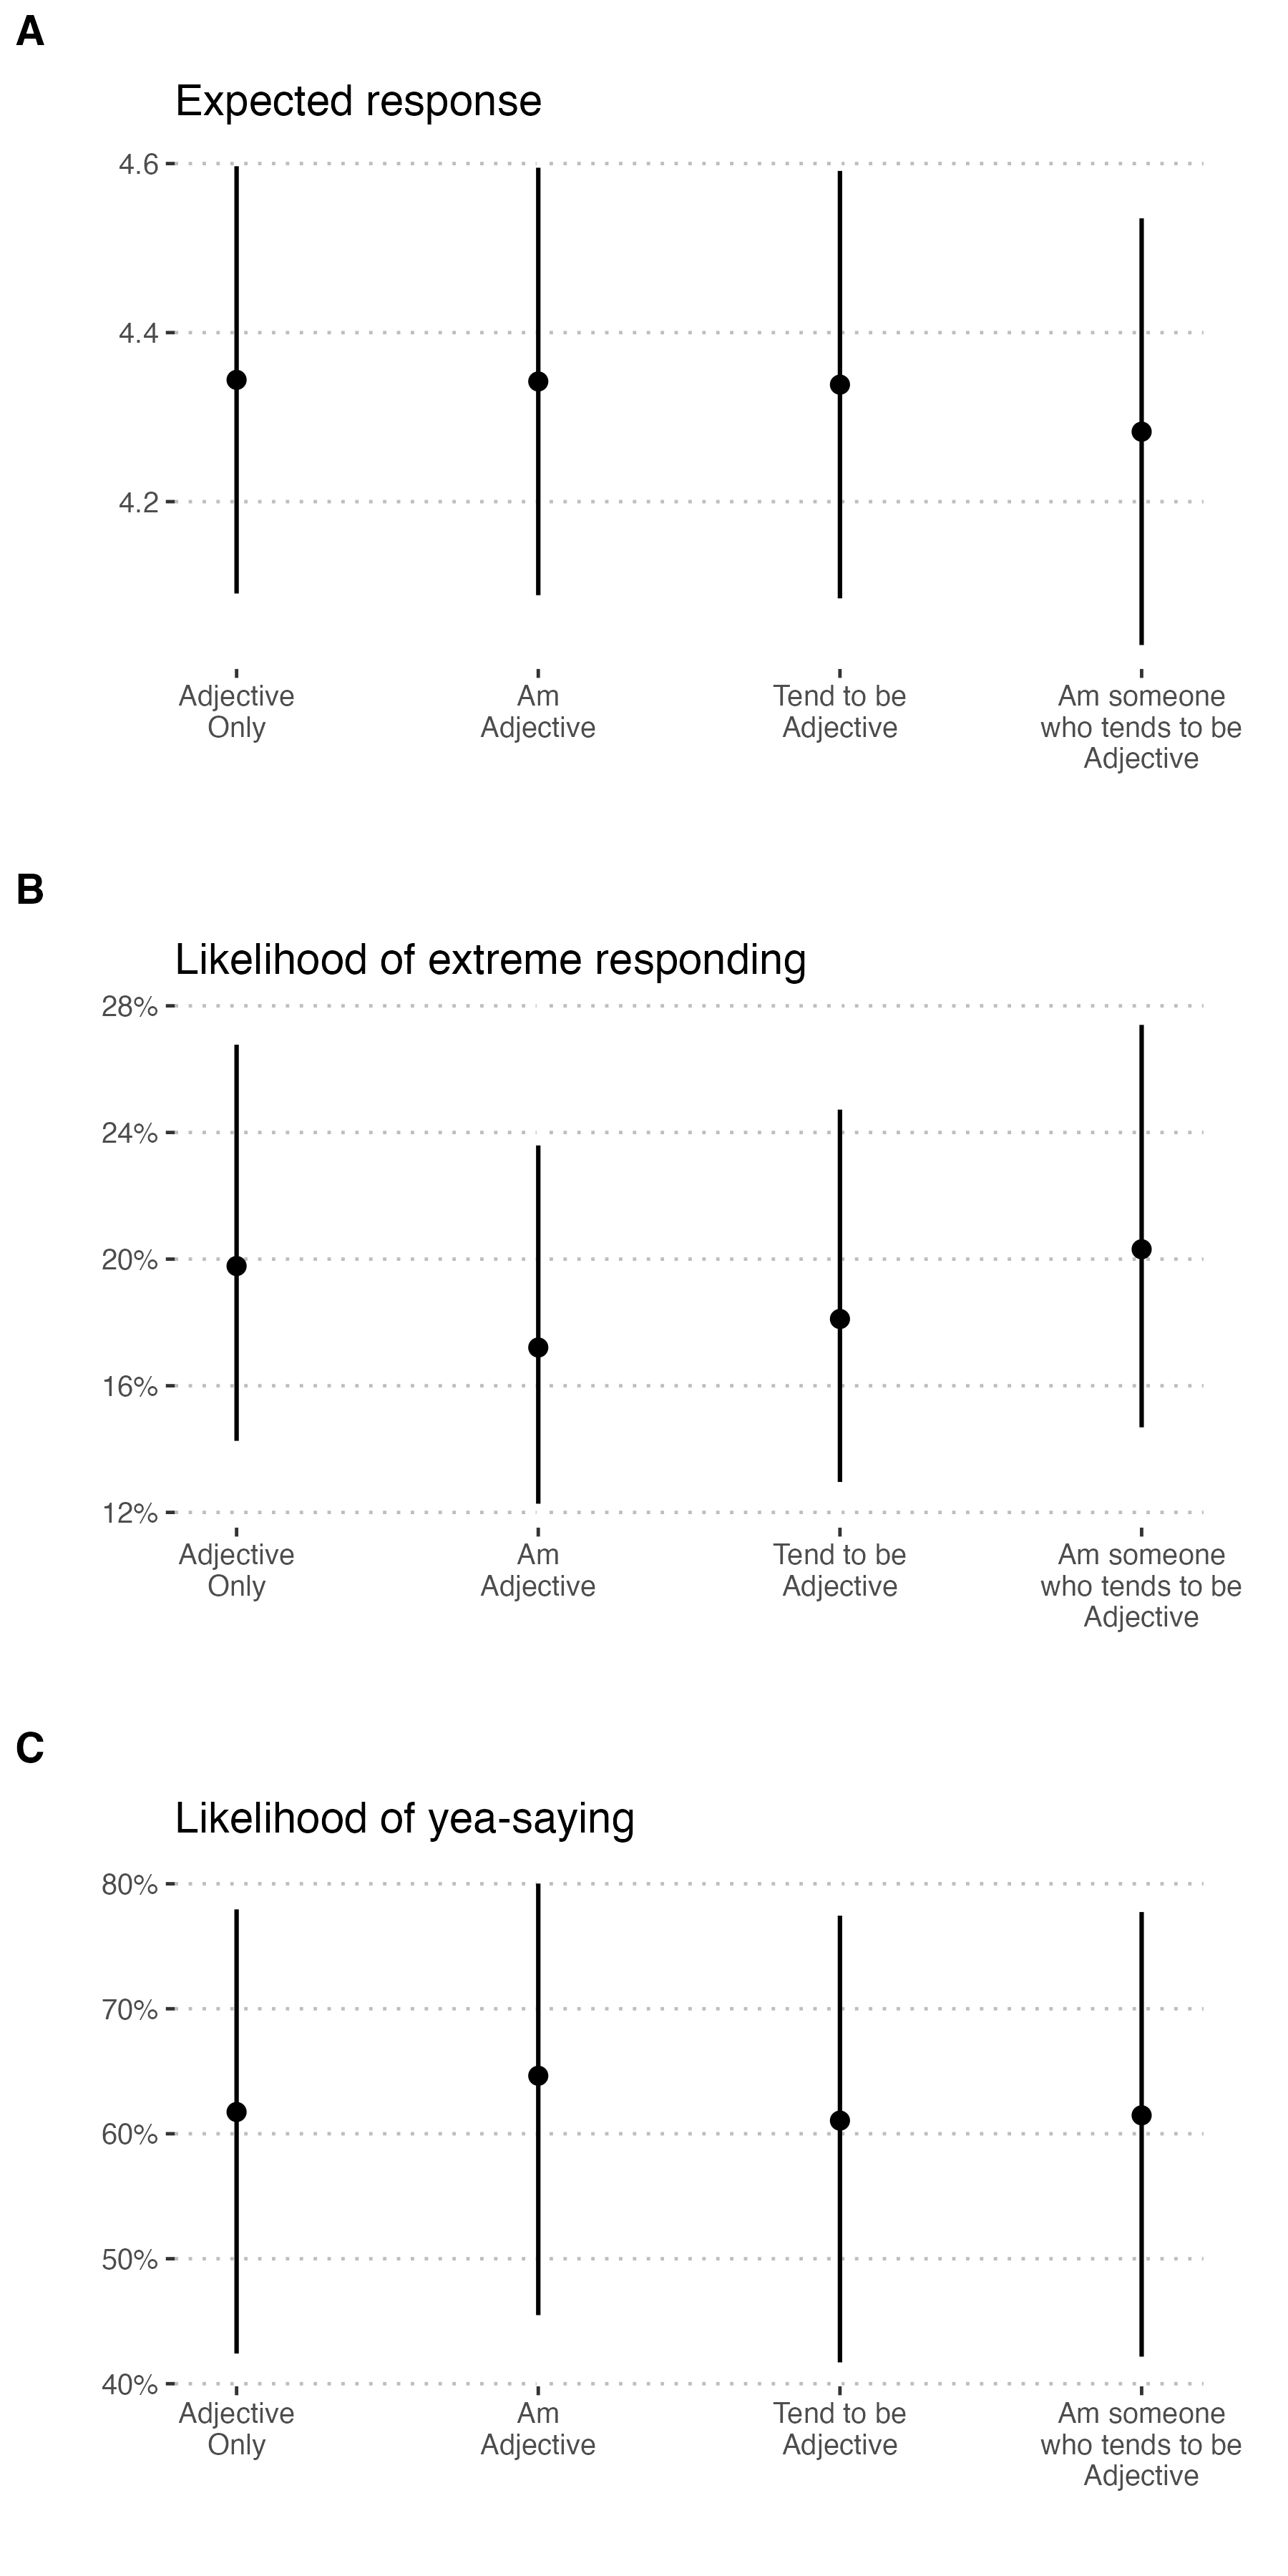 A
Expected response
4.6
4.4
4.2
Adjective
Only
Am
Adjective
Tend to be
Adjective
Am someone
who tends to be
Adjective
B
Likelihood of extreme responding
28%
24%
20%
16%
12%
Adjective
Only
Am
Adjective
Tend to be
Adjective
Am someone
who tends to be
Adjective
C
Likelihood of yea-saying
80%
70%
60%
50%
40%
Adjective
Only
Am
Adjective
Tend to be
Adjective
Am someone
who tends to be
Adjective